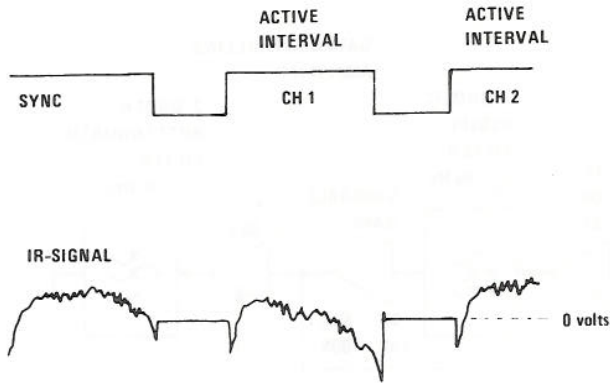 ACTIVE
INTERVAL
ACTIVE
INTERVAL
SYNC
CH 1
CH 2
IR-SIGNAL
0 volts